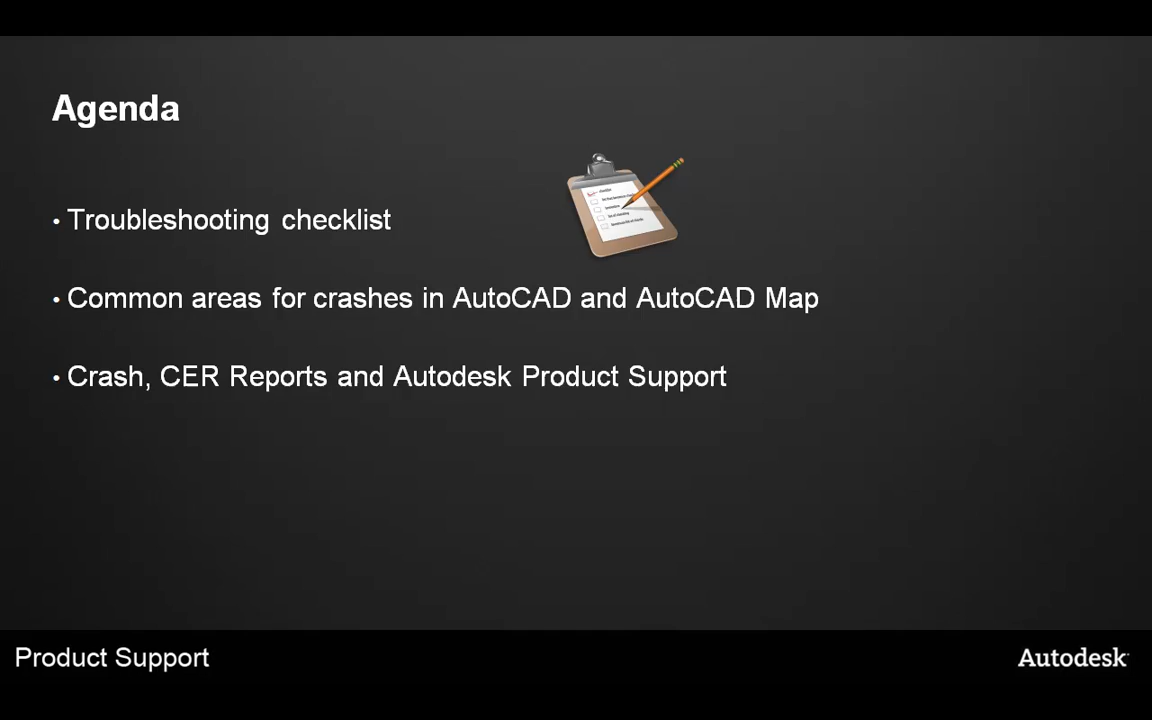 Agenda
• Troubleshooting checklist
• Common areas for crashes in AutoCAD and AutoCAD Map
• Crash, CER Reports and Autodesk Product Support
Product Support
Autodesk